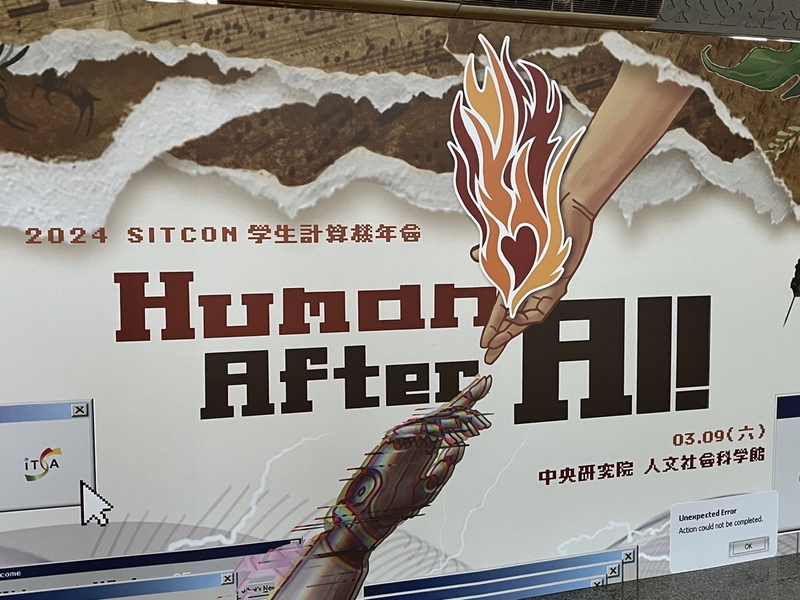 2024 SITCON 学生計算機年會
Human
After All!
03.09(六)
中央研究院 人文社會科学館
iTSA
Unexpected Error
Action could not be completed.
OK
come